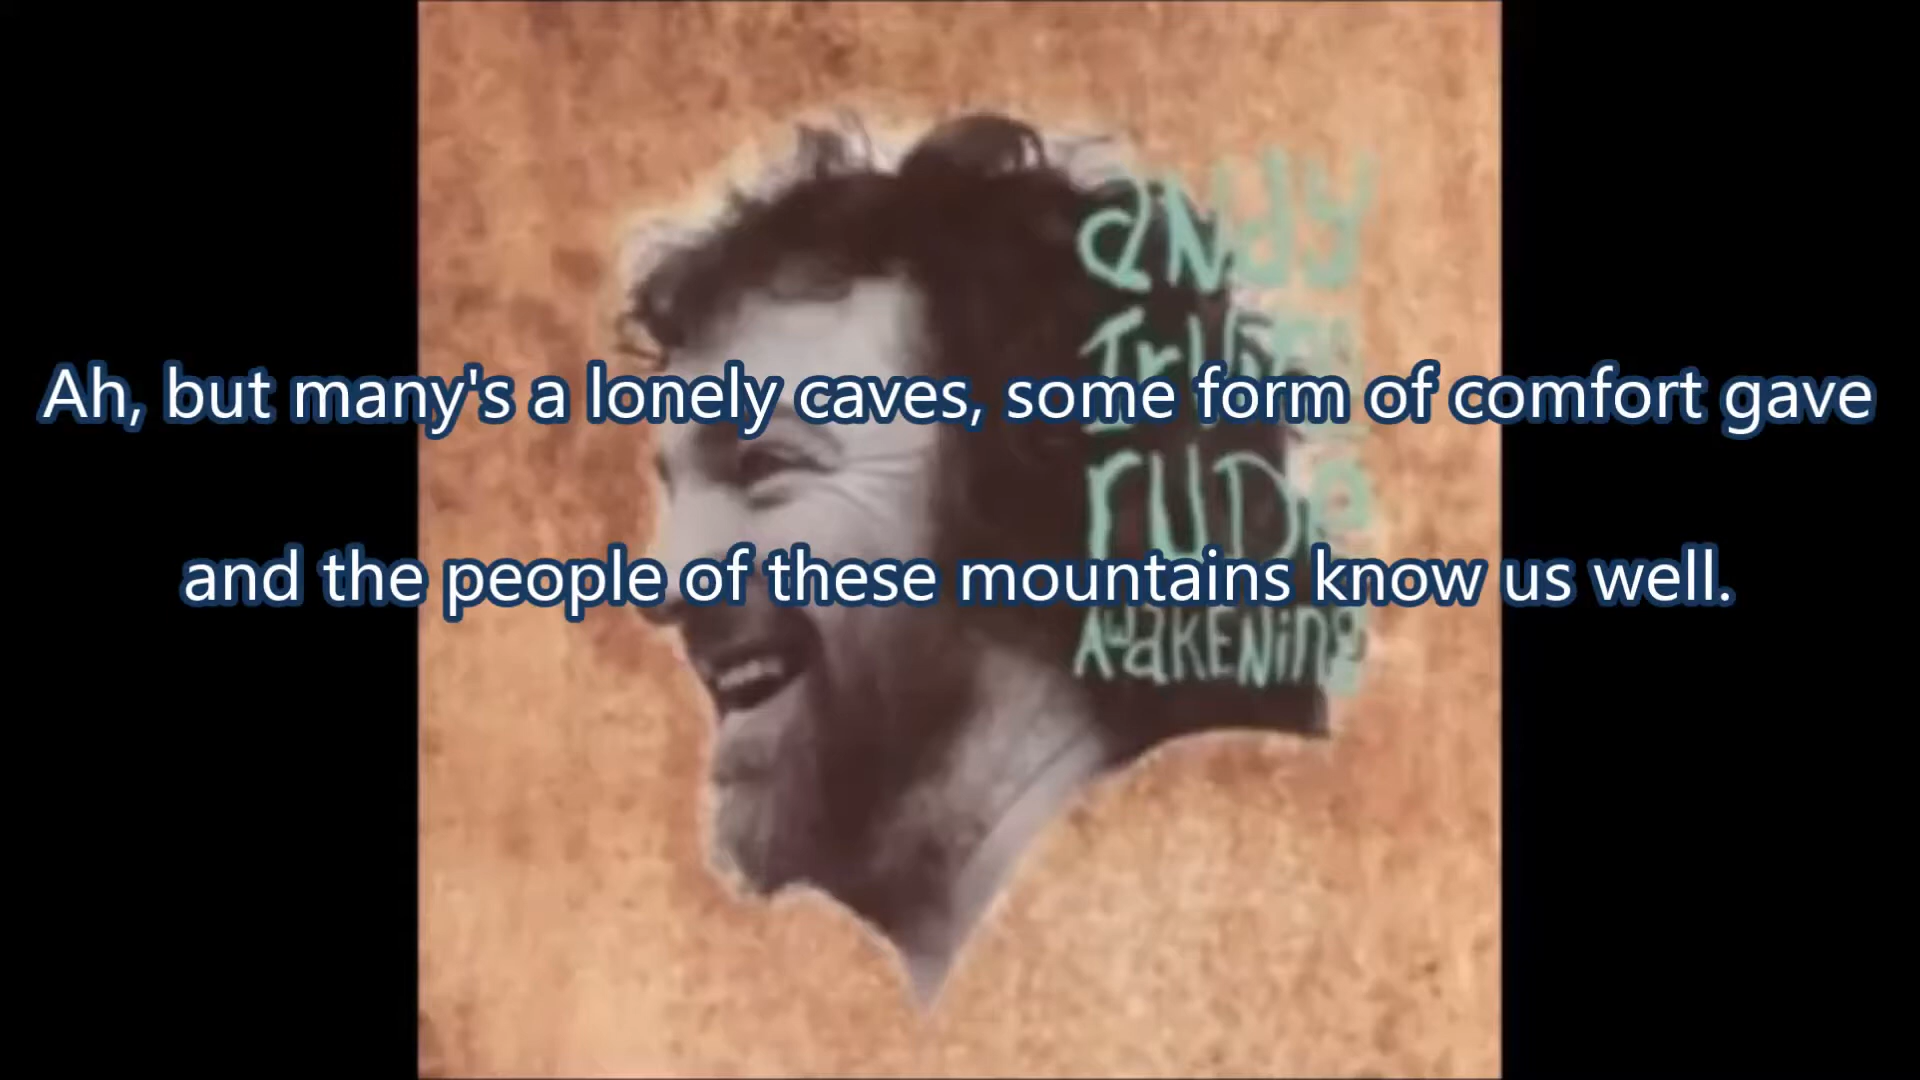 aNdy
IrViNe
Ah, but many's a lonely caves, some form of comfort gave
rUDe
and the people of these mountains know us well.
AwaKENiNg